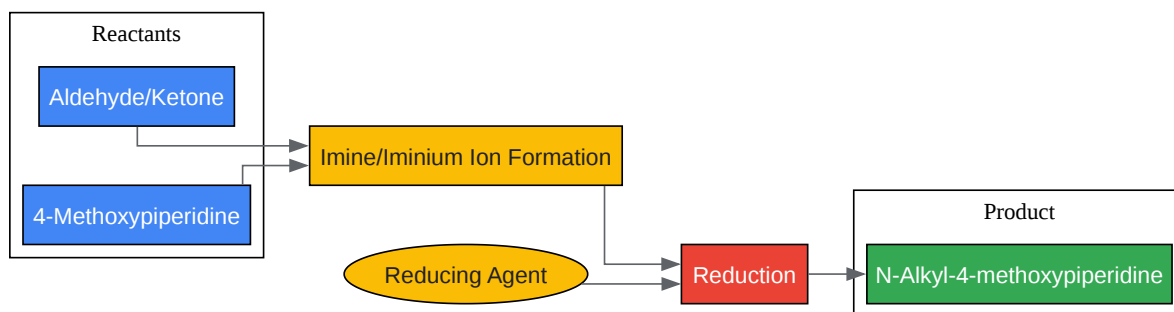 Reactants
Aldehyde/Ketone
4-Methoxypiperidine
Imine/Iminium Ion Formation
Reducing Agent
Reduction
Product
N-Alkyl-4-methoxypiperidine